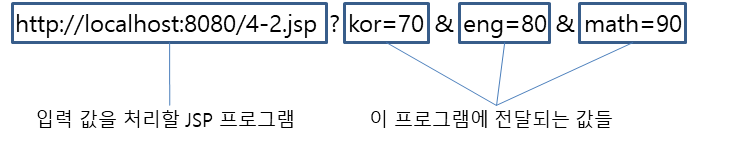 http://localhost:8080/4-2.jsp ? kor=70 & eng=80 & math=90
입력 값을 처리할 JSP 프로그램
이 프로그램에 전달되는 값들